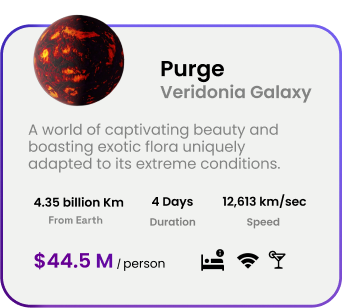 Purge
Veridonia Galaxy
A world of captivating beauty and
boasting exotic flora uniquely
adapted to its extreme conditions.
4.35 billion Km 4 Days 12,613 km/sec
From Earth Duration Speed
$44.5 M / person